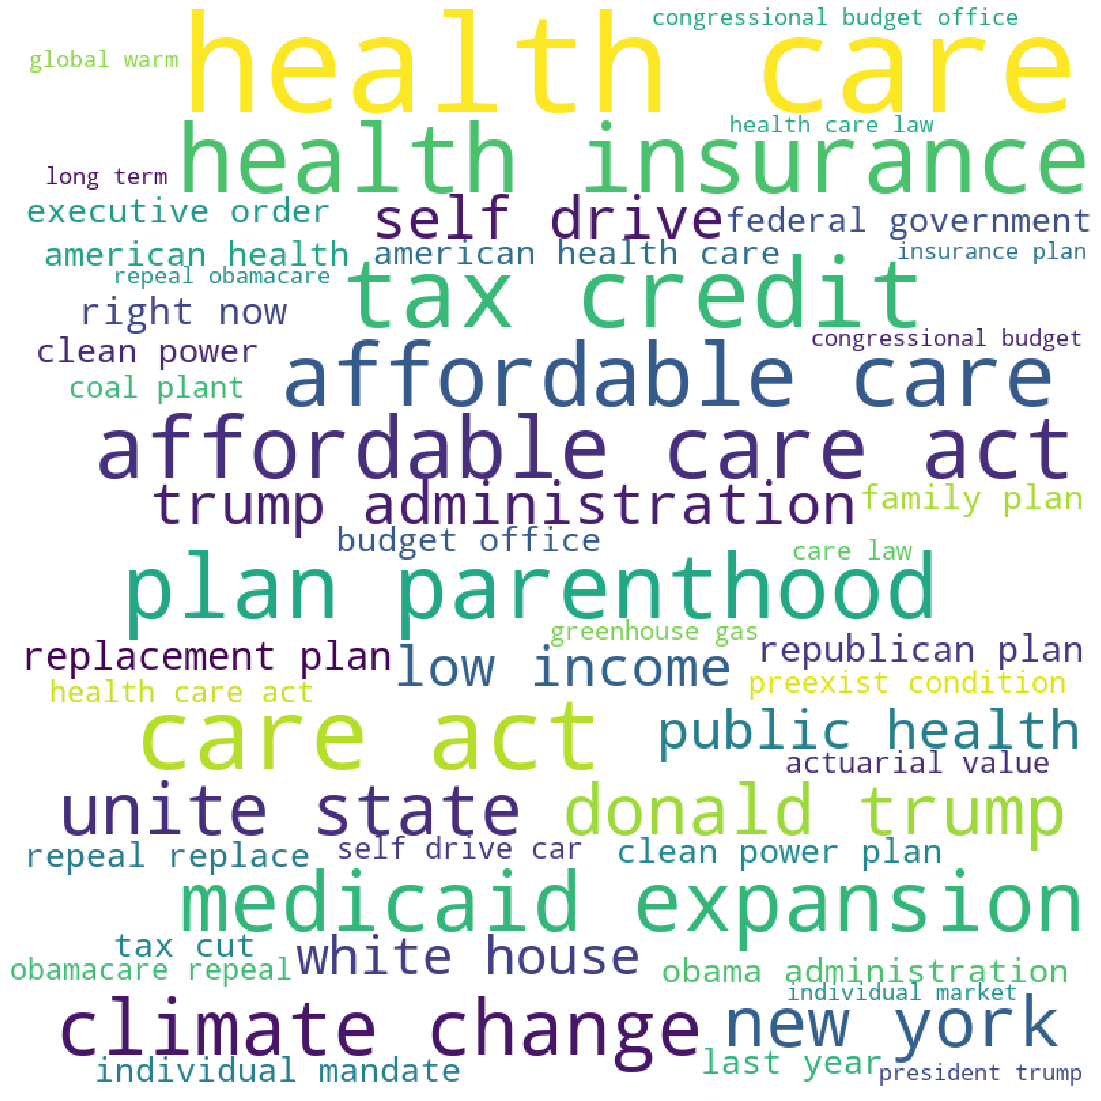 congressional budget office
health care
global warm
health care law
health insurance
long term
executive order
self drive
federal government
american health
american health care
insurance plan
repeal obamacare
tax credit
right now
congressional budget
clean power
affordable care
coal plant
affordable care act
trump administration
family plan
budget office
care law
plan parenthood
greenhouse gas
replacement plan
low income
republican plan
health care act
preexist condition
care act
public health
actuarial value
unite state
donald trump
repeal replace
self drive car
clean power plan
medicaid expansion
tax cut
white house
obamacare repeal
obama administration
individual market
climate change
new york
individual mandate
last year
president trump